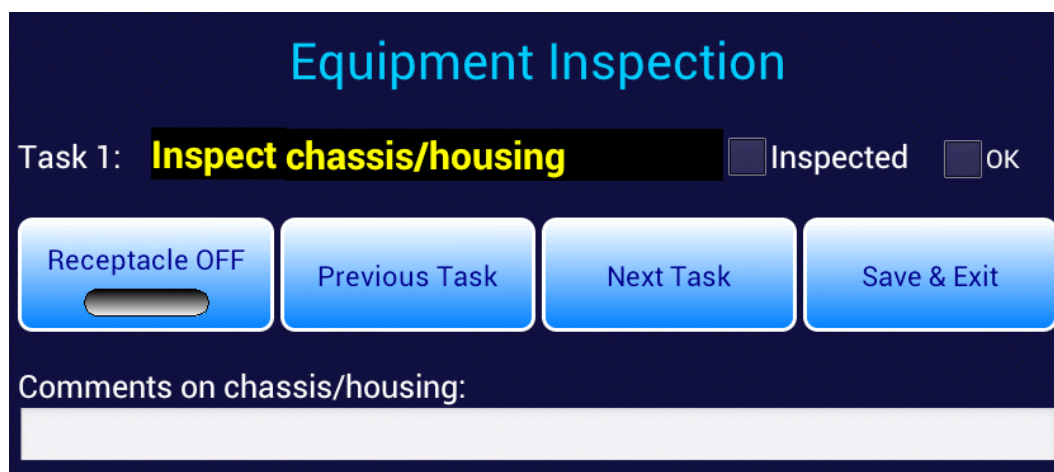 Equipment Inspection
Task 1: Inspect chassis/housing Inspected OK
Receptacle OFF Previous Task Next Task Save & Exit
Comments on chassis/housing: